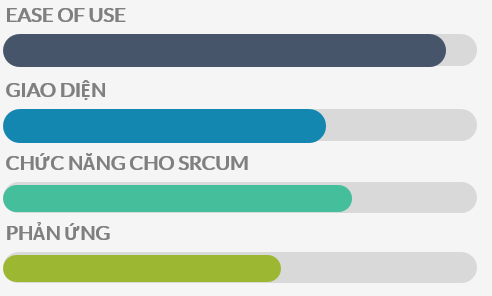 EASE OF USE
GIAO DIỆN
CHỨC NĂNG CHO SRCUM
PHẢN ỨNG